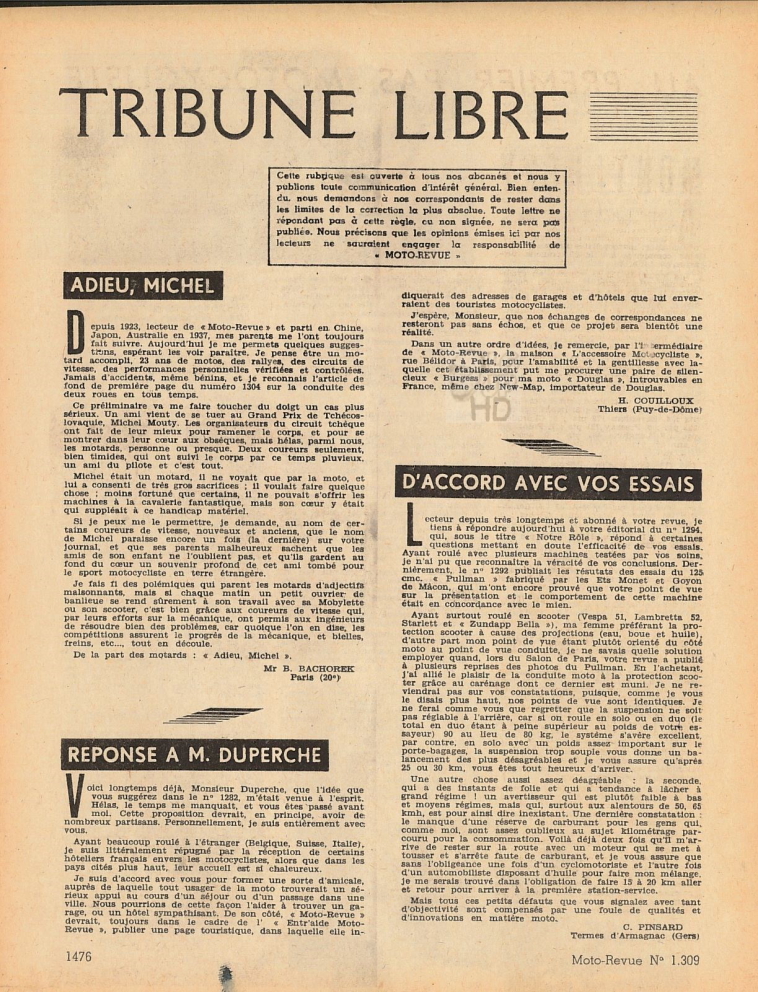 TRIBUNE LIBRE
Cette rubrique est ouverte à tous nos abonnés et nous y
publions toute communication d'intérêt général. Bien enten-
du, nous demandons à nos correspondants de rester dans
les limites de la correction la plus absolue. Toute lettre ne
répondant pas à cette règle, ou non signée, ne sera pas
publiée. Nous précisons que les opinions émises ici par nos
lecteurs ne sauraient engager la responsabilité de
« MOTO-REVUE »
ADIEU, MICHEL
Depuis 1923, lecteur de « Moto-Revue » et parti en Chine,
Japon, Australie en 1937, mes parents me l'ont toujours
fait suivre. Aujourd'hui je me permets quelques sugges-
tions, espérant les voir paraître. Je pense être un mo-
tard accompli, 23 ans de motos, des rallyes, des circuits de
vitesse, des performances personnelles vérifiées et contrôlées.
Jamais d'accidents, même bénins, et je reconnais l'article de
fond de première page du numéro 1304 sur la conduite des
deux roues en tous temps.
Ce préliminaire va me faire toucher du doigt un cas plus
sérieux. Un ami vient de se tuer au Grand Prix de Tchécos-
lovaquie, Michel Mouty. Les organisateurs du circuit tchèque
ont fait de leur mieux pour ramener le corps, et pour se
montrer dans leur cœur aux obsèques, mais hélas, parmi nous,
les motards, personne ou presque. Deux coureurs seulement,
bien timides, qui ont suivi le corps par ce temps pluvieux,
un ami du pilote et c'est tout.
Michel était un motard, il ne voyait que par la moto, et
lui a consenti de très gros sacrifices ; il voulait faire quelque
chose ; moins fortuné que certains, il ne pouvait s'offrir les
machines à la cavalerie fantastique, mais son cœur y était
qui suppléait à ce handicap matériel.
Si je peux me le permettre, je demande, au nom de cer-
tains coureurs de vitesse, nouveaux et anciens, que le nom
de Michel paraisse encore un fois (la dernière) sur votre
journal, et que ses parents malheureux sachent que les
amis de son enfant ne l'oublient pas, et qu'ils gardent au
fond du cœur un souvenir profond de cet ami tombé pour
le sport motocycliste en terre étrangère.
Je fais fi des polémiques qui parent les motards d'adjectifs
malsonnants, mais si chaque matin un petit ouvrier de
banlieue se rend sûrement à son travail avec sa Mobylette
ou son scooter, c'est bien grâce aux coureurs de vitesse qui,
par leurs efforts sur la mécanique, ont permis aux ingénieurs
de résoudre bien des problèmes, car quoique l'on en dise, les
compétitions assurent le progrès de la mécanique, et bielles,
freins, etc..., tout en découle.
De la part des motards : « Adieu, Michel ».
Mr B. BACHOREK
Paris (20e)
REPONSE A M. DUPERCHE
Voici longtemps déjà, Monsieur Duperche, que l'idée que
vous suggérez dans le n° 1282, m'était venue à l'esprit.
Hélas, le temps me manquait, et vous êtes passé avant
moi. Cette proposition devrait, en principe, avoir de
nombreux partisans. Personnellement, je suis entièrement avec
vous.
Ayant beaucoup roulé à l'étranger (Belgique, Suisse, Italie),
je suis littéralement répugné par la réception de certains
hôteliers français envers les motocyclistes, alors que dans les
pays cités plus haut, leur accueil est si chaleureux.
Je suis d'accord avec vous pour former une sorte d'amicale,
auprès de laquelle tout usager de la moto trouverait un sé-
rieux appui au cours d'un séjour ou d'un passage dans une
ville. Nous pourrions de cette façon l'aider à trouver un ga-
rage, ou un hôtel sympathisant. De son côté, « Moto-Revue »
devrait, toujours dans le cadre de l' « Entr'aide Moto-
Revue », publier une page touristique, dans laquelle elle in-
diquerait des adresses de garages et d'hôtels que lui enver-
raient des touristes motocyclistes.
J'espère, Monsieur, que nos échanges de correspondances ne
resteront pas sans échos, et que ce projet sera bientôt une
réalité.
Dans un autre ordre d'idées, je remercie, par l'intermédiaire
de « Moto-Revue », la maison « L'accessoire Motocycliste »,
rue Bélidor à Paris, pour l'amabilité et la gentillesse avec la-
quelle cet établissement put me procurer une paire de silen-
cieux « Burgess » pour ma moto « Douglas », introuvables en
France, même chez New-Map, importateur de Douglas.
H. COUILLOUX
Thiers (Puy-de-Dôme)
D'ACCORD AVEC VOS ESSAIS
Lecteur depuis très longtemps et abonné à votre revue, je
tiens à répondre aujourd'hui à votre éditorial du n° 1294,
qui, sous le titre « Notre Rôle », répond à certaines
questions mettant en doute l'efficacité de vos essais.
Ayant roulé avec plusieurs machines testées par vos soins,
je n'ai pu que reconnaître la véracité de vos conclusions. Der-
nièrement, le n° 1292 publiait les résutats des essais du 125
cmc. « Pullman » fabriqué par les Ets Monet et Goyon
de Mâcon, qui m'ont encore prouvé que votre point de vue
sur la présentation et le comportement de cette machine
était en concordance avec le mien.
Ayant surtout roulé en scooter (Vespa 51, Lambretta 52,
Starlett et « Zundapp Bella »), ma femme préférant la pro-
tection scooter à cause des projections (eau, boue et huile),
d'autre part mon point de vue étant plutôt orienté du côté
moto au point de vue conduite, je ne savais quelle solution
employer quand, lors du Salon de Paris, votre revue a publié
à plusieurs reprises des photos du Pullman. En l'achetant,
j'ai allié le plaisir de la conduite moto à la protection scoo-
ter grâce au carénage dont ce dernier est muni. Je ne re-
viendrai pas sur vos constatations, puisque, comme je vous
le disais plus haut, nos points de vue sont identiques. Je ne
ferai comme vous que regretter que la suspension ne soit
pas réglable à l'arrière, car si on roule en solo ou en duo (le
total en duo étant à peine supérieur au poids de votre es-
sayeur) 90 au lieu de 80 kg, le système s'avère excellent,
par contre, en solo avec un poids assez important sur le
porte-bagages, la suspension trop souple vous donne un ba-
lancement des plus désagréables et je vous assure qu'après
25 ou 30 km, vous êtes tout heureux d'arriver.
Une autre chose aussi assez déagréable : la seconde,
qui a des instants de folie et qui a tendance à lâcher à
grand régime ! un avertisseur qui est plutôt faible à bas
et moyens régimes, mais qui, surtout aux alentours de 50, 65
kmh, est pour ainsi dire inexistant. Une dernière constatation :
le manque d'une réserve de carburant pour les gens qui,
comme moi, sont assez oublieux au sujet kilométrage par-
couru pour la consommation. Voilà déjà deux fois qu'il m'ar-
rive de rester sur la route avec un moteur qui se met à
tousser et s'arrête faute de carburant, et je vous assure que
sans l'obligeance une fois d'un cyclomotoriste et l'autre fois
d'un automobiliste disposant d'huile pour faire mon mélange,
je me serais trouvé dans l'obligation de faire 15 à 20 km aller
et retour pour arriver à la première station-service.
Mais tous ces petits défauts que vous signalez avec tant
d'objectivité sont compensés par une foule de qualités et
d'innovations en matière moto.
C. PINSARD
Termes d'Armagnac (Gers)
1476
Moto-Revue N° 1.309